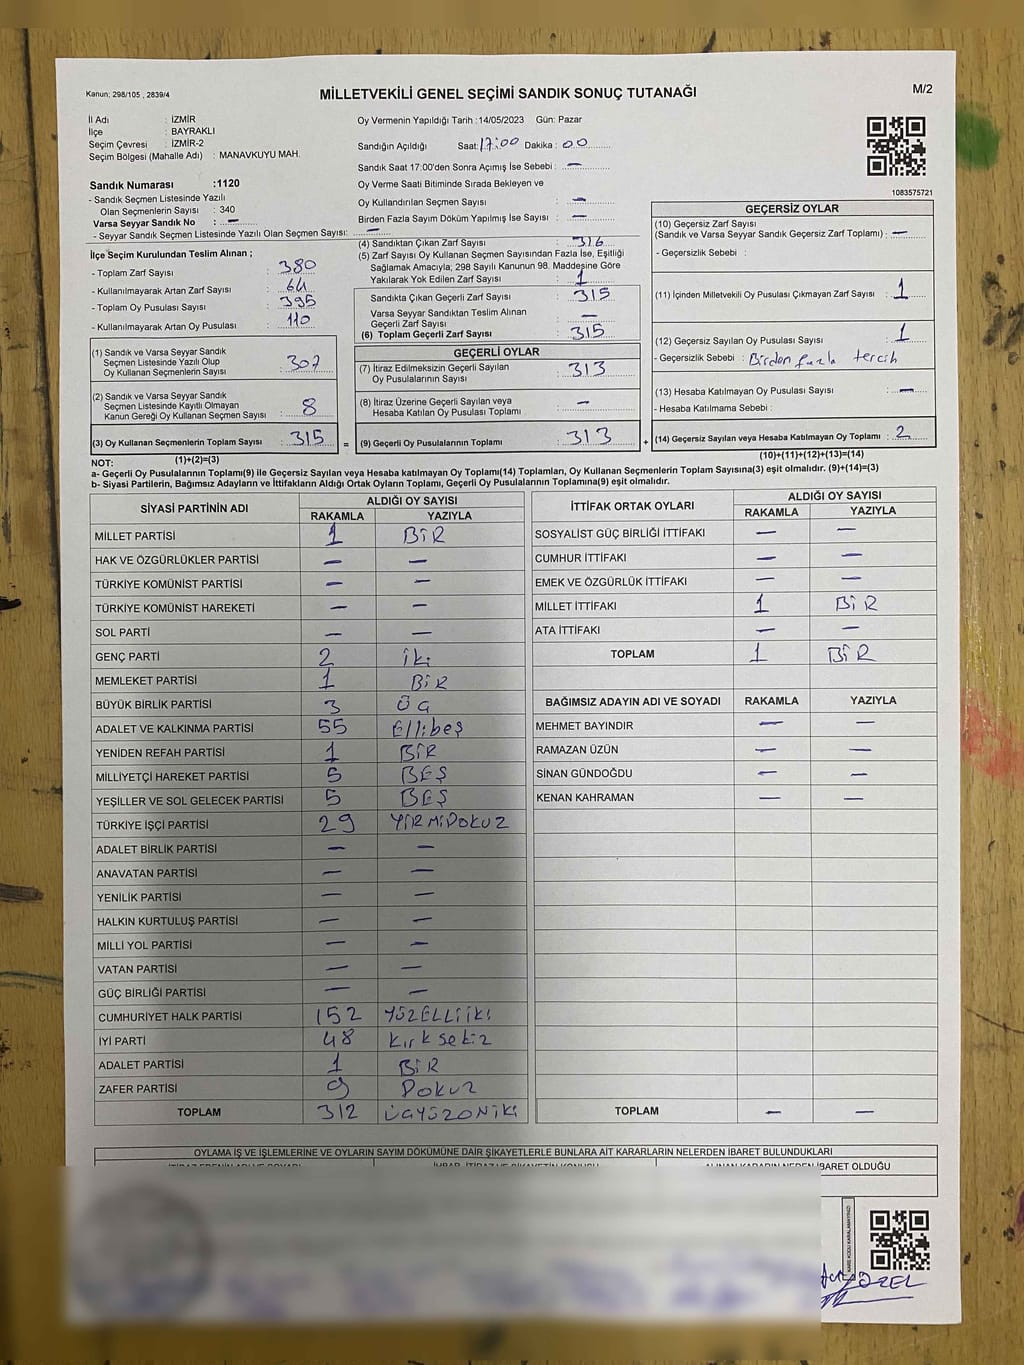 Kanun; 298/105 , 2839/4
MİLLETVEKİLİ GENEL SEÇİMİ SANDIK SONUÇ TUTANAĞI
M/2
İl Adı : İZMİR
İlçe : BAYRAKLI
Seçim Çevresi : İZMİR-2
Seçim Bölgesi (Mahalle Adı) : MANAVKUYU MAH.
Sandık Numarası :1120
- Sandık Seçmen Listesinde Yazılı
Olan Seçmenlerin Sayısı : 340
Varsa Seyyar Sandık No : —
- Seyyar Sandık Seçmen Listesinde Yazılı Olan Seçmen Sayısı: —
İlçe Seçim Kurulundan Teslim Alınan ;
- Toplam Zarf Sayısı : 380
- Kullanılmayarak Artan Zarf Sayısı : 64
- Toplam Oy Pusulası Sayısı : 395
- Kullanılmayarak Artan Oy Pusulası : 110
(1) Sandık ve Varsa Seyyar Sandık
Seçmen Listesinde Yazılı Olup
Oy Kullanan Seçmenlerin Sayısı : 307
(2) Sandık ve Varsa Seyyar Sandık
Seçmen Listesinde Kayıtlı Olmayan
Kanun Gereği Oy Kullanan Seçmen Sayısı : 8
(3) Oy Kullanan Seçmenlerin Toplam Sayısı : 315
(1)+(2)=(3)
Oy Vermenin Yapıldığı Tarih :14/05/2023 Gün: Pazar
Sandığın Açıldığı Saat: 17:00 Dakika : 00
Sandık Saat 17:00'den Sonra Açımış İse Sebebi : —
Oy Verme Saati Bitiminde Sırada Bekleyen ve
Oy Kullandırılan Seçmen Sayısı : —
Birden Fazla Sayım Döküm Yapılmış İse Sayısı : —
(4) Sandıktan Çıkan Zarf Sayısı : 316
(5) Zarf Sayısı Oy Kullanan Seçmen Sayısından Fazla İse, Eşitliği
Sağlamak Amacıyla; 298 Sayılı Kanunun 98. Maddesine Göre
Yakılarak Yok Edilen Zarf Sayısı : 1
Sandıkta Çıkan Geçerli Zarf Sayısı : 315
Varsa Seyyar Sandıktan Teslim Alınan
Geçerli Zarf Sayısı : —
(6) Toplam Geçerli Zarf Sayısı : 315
GEÇERLİ OYLAR
(7) İtiraz Edilmeksizin Geçerli Sayılan
Oy Pusulalarının Sayısı : 313
(8) İtiraz Üzerine Geçerli Sayılan veya
Hesaba Katılan Oy Pusulası Toplamı : —
= (9) Geçerli Oy Pusulalarının Toplamı : 313
1083575721
GEÇERSİZ OYLAR
(10) Geçersiz Zarf Sayısı
(Sandık ve Varsa Seyyar Sandık Geçersiz Zarf Toplamı) : —
- Geçersizlik Sebebi :
(11) İçinden Milletvekili Oy Pusulası Çıkmayan Zarf Sayısı : 1
(12) Geçersiz Sayılan Oy Pusulası Sayısı : 1
- Geçersizlik Sebebi : Birden fazla tercih
(13) Hesaba Katılmayan Oy Pusulası Sayısı : —
- Hesaba Katılmama Sebebi :
+ (14) Geçersiz Sayılan veya Hesaba Katılmayan Oy Toplamı : 2
(10)+(11)+(12)+(13)=(14)
NOT:
a- Geçerli Oy Pusulalarının Toplamı(9) ile Geçersiz Sayılan veya Hesaba katılmayan Oy Toplamı(14) Toplamları, Oy Kullanan Seçmenlerin Toplam Sayısına(3) eşit olmalıdır. (9)+(14)=(3)
b- Siyasi Partilerin, Bağımsız Adayların ve İttifakların Aldığı Ortak Oyların Toplamı, Geçerli Oy Pusulalarının Toplamına(9) eşit olmalıdır.
SİYASİ PARTİNİN ADI ALDIĞI OY SAYISI
RAKAMLA YAZIYLA
MİLLET PARTİSİ 1 BİR
HAK VE ÖZGÜRLÜKLER PARTİSİ — —
TÜRKİYE KOMÜNİST PARTİSİ — —
TÜRKİYE KOMÜNİST HAREKETİ — —
SOL PARTİ — —
GENÇ PARTİ 2 iki
MEMLEKET PARTİSİ 1 BİR
BÜYÜK BİRLİK PARTİSİ 3 ÜÇ
ADALET VE KALKINMA PARTİSİ 55 Ellibeş
YENİDEN REFAH PARTİSİ 1 BİR
MİLLİYETÇİ HAREKET PARTİSİ 5 BEŞ
YEŞİLLER VE SOL GELECEK PARTİSİ 5 BEŞ
TÜRKİYE İŞÇİ PARTİSİ 29 YİRMİDOKUZ
ADALET BİRLİK PARTİSİ — —
ANAVATAN PARTİSİ — —
YENİLİK PARTİSİ — —
HALKIN KURTULUŞ PARTİSİ — —
MİLLİ YOL PARTİSİ — —
VATAN PARTİSİ — —
GÜÇ BİRLİĞİ PARTİSİ — —
CUMHURİYET HALK PARTİSİ 152 YÜZELLİİKİ
İYİ PARTİ 48 kırk sekiz
ADALET PARTİSİ 1 BİR
ZAFER PARTİSİ 9 Dokuz
TOPLAM 312 ÜÇYÜZONİKİ
İTTİFAK ORTAK OYLARI ALDIĞI OY SAYISI
RAKAMLA YAZIYLA
SOSYALİST GÜÇ BİRLİĞİ İTTİFAKI — —
CUMHUR İTTİFAKI — —
EMEK VE ÖZGÜRLÜK İTTİFAKI — —
MİLLET İTTİFAKI 1 BİR
ATA İTTİFAKI — —
TOPLAM 1 BİR
BAĞIMSIZ ADAYIN ADI VE SOYADI RAKAMLA YAZIYLA
MEHMET BAYINDIR — —
RAMAZAN ÜZÜN — —
SİNAN GÜNDOĞDU — —
KENAN KAHRAMAN — —
TOPLAM — —
OYLAMA İŞ VE İŞLEMLERİNE VE OYLARIN SAYIM DÖKÜMÜNE DAİR ŞİKAYETLERLE BUNLARA AİT KARARLARIN NELERDEN İBARET BULUNDUKLARI
İBARET OLDUĞU
KARE KODU KARALAMAYINIZ!
ÖZEL